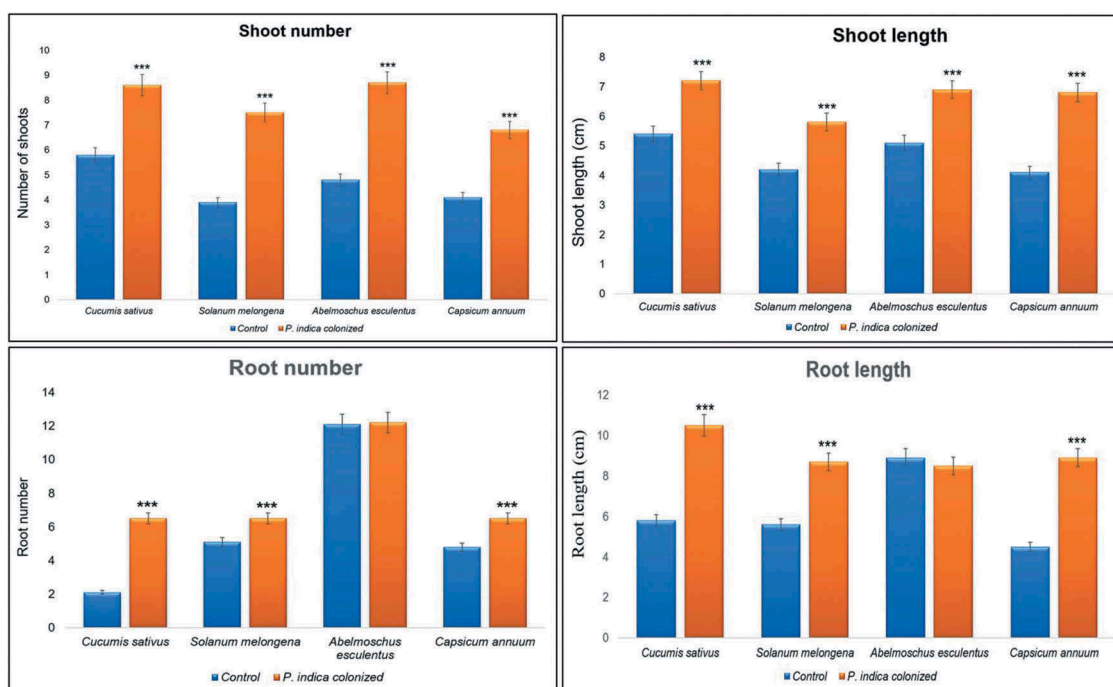 Shoot number
Number of shoots
10
9
8
7
6
5
4
3
2
1
0
***
***
***
***
Cucumis sativus
Solanum melongena
Abelmoschus esculentus
Capsicum annuum
Control
P. indica colonized
Shoot length
Shoot length (cm)
8
7
6
5
4
3
2
1
0
***
***
***
***
Cucumis sativus
Solanum melongena
Abelmoschus esculentus
Capsicum annuum
Control
P. indica colonized
Root number
Root number
14
12
10
8
6
4
2
0
***
***
***
Cucumis sativus
Solanum melongena
Abelmoschus
esculentus
Capsicum annuum
Control
P. indica colonized
Root length
Root length (cm)
12
10
8
6
4
2
0
***
***
***
Cucumis sativus
Solanum melongena
Abelmoschus esculentus
Capsicum annuum
Control
P. indica colonized